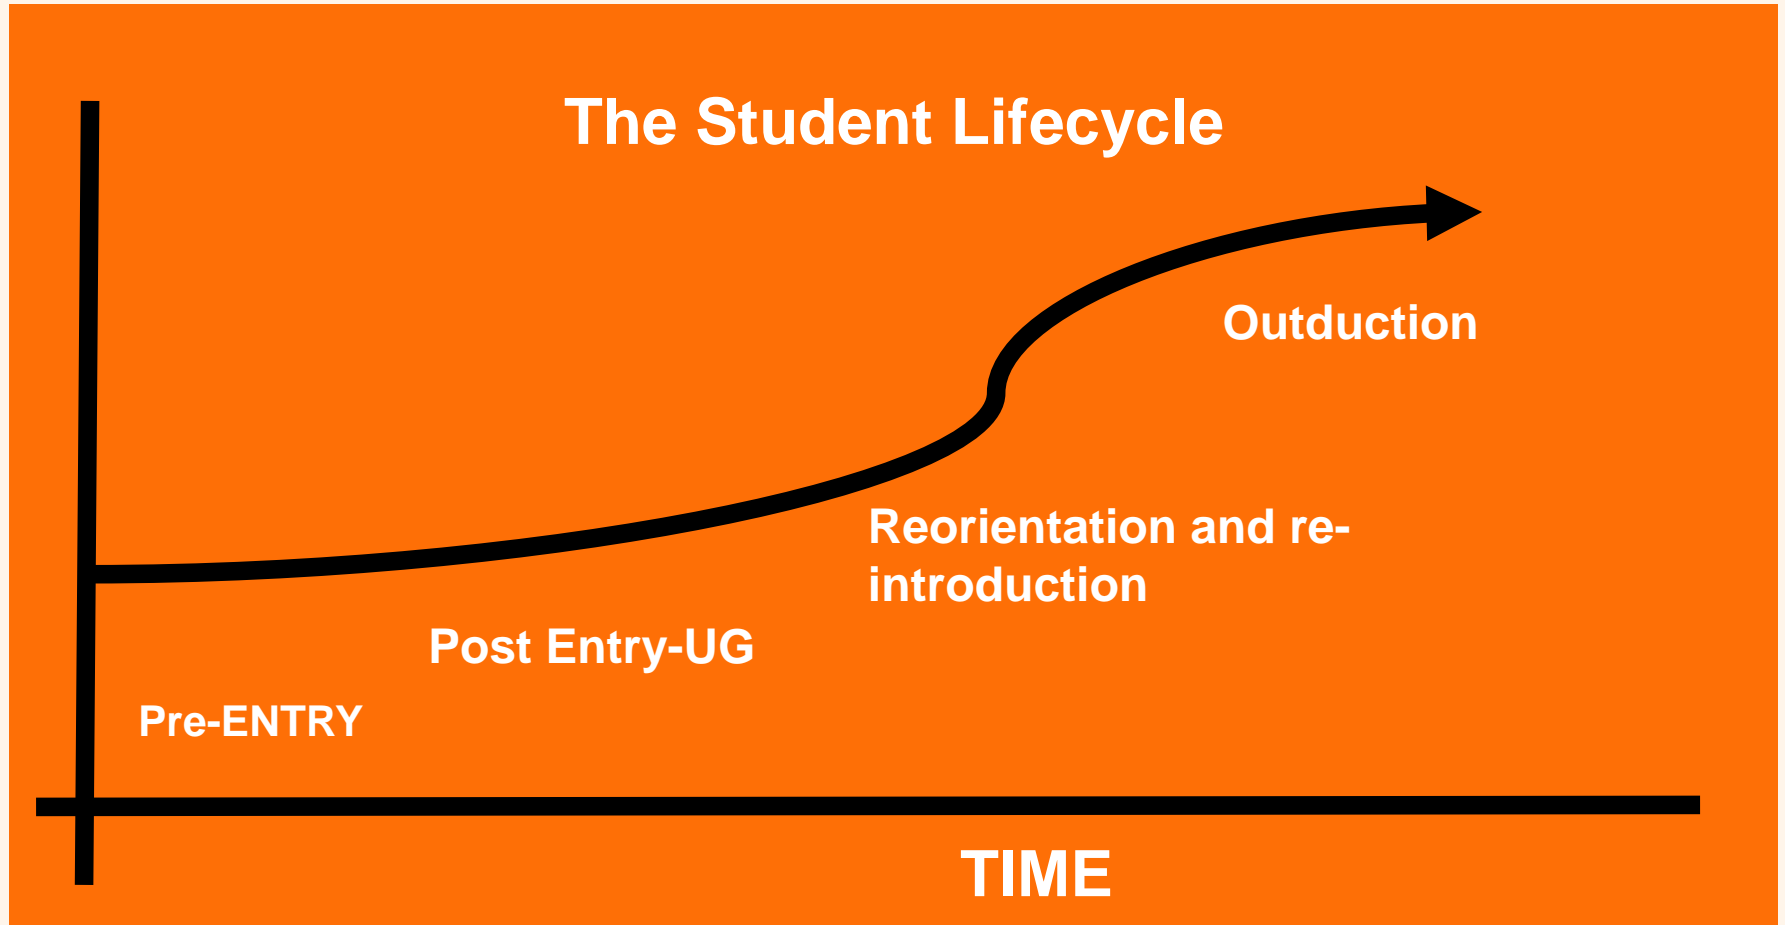 The Student Lifecycle
Outduction
Reorientation and re-
introduction
Post Entry-UG
Pre-ENTRY
TIME